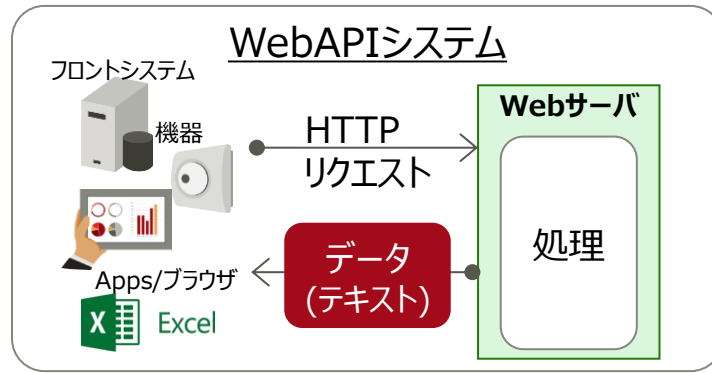 WebAPIシステム
フロントシステム
機器
HTTP
リクエスト
Webサーバ
処理
データ
(テキスト)
Apps/ブラウザ
X
Excel